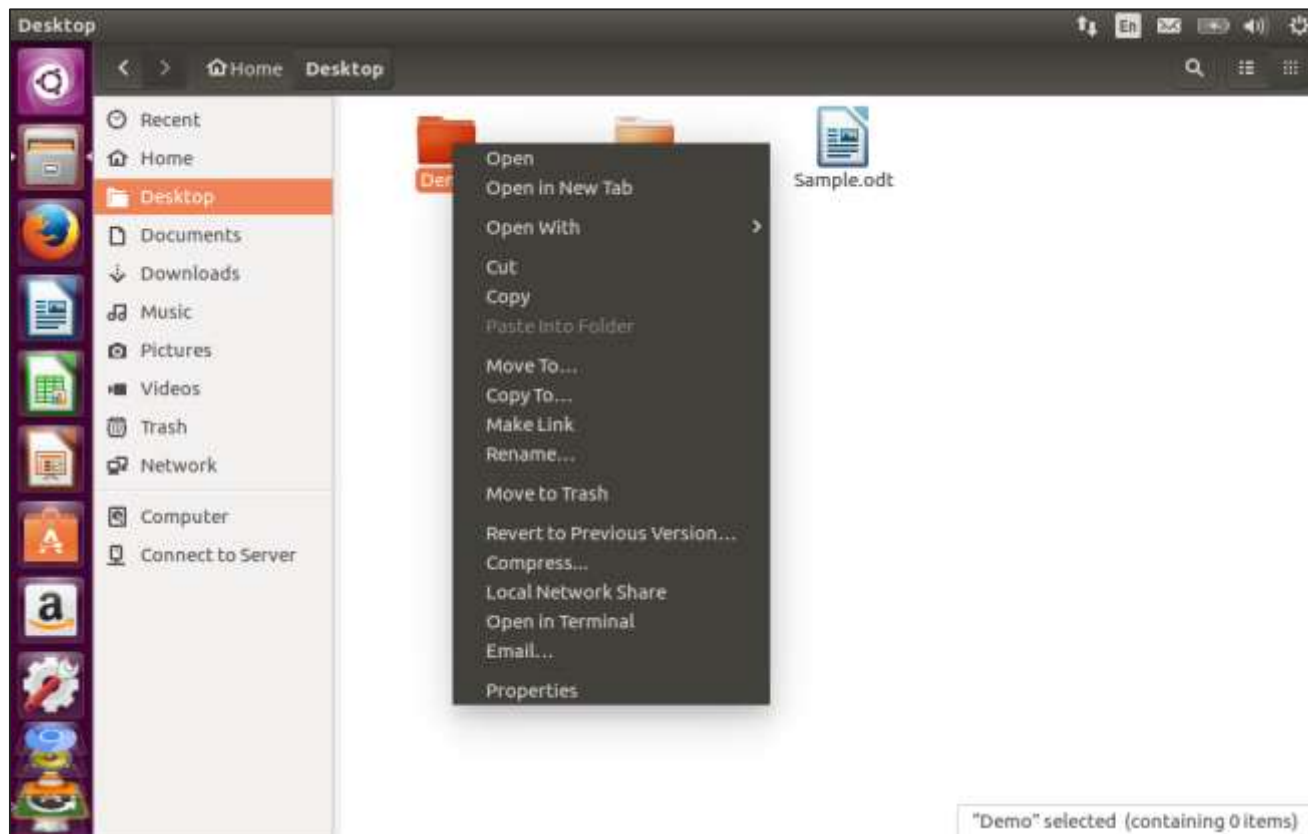 Desktop
En
Home Desktop
Recent
Home
Desktop
Documents
Downloads
Music
Pictures
Videos
Trash
Network
Computer
Connect to Server
Sample.odt
Open
Open in New Tab
Open With
Cut
Copy
Paste Into Folder
Move To...
Copy To...
Make Link
Rename...
Move to Trash
Revert to Previous Version...
Compress...
Local Network Share
Open in Terminal
Email...
Properties
"Demo" selected (containing 0 items)